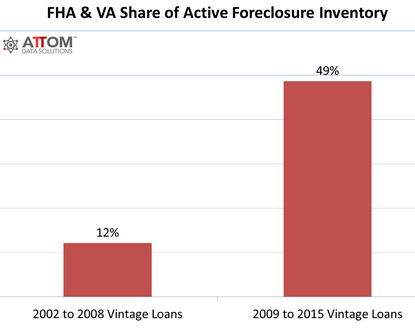 FHA & VA Share of Active Foreclosure Inventory
ATTOM™
DATA SOLUTIONS
49%
12%
2002 to 2008 Vintage Loans 2009 to 2015 Vintage Loans